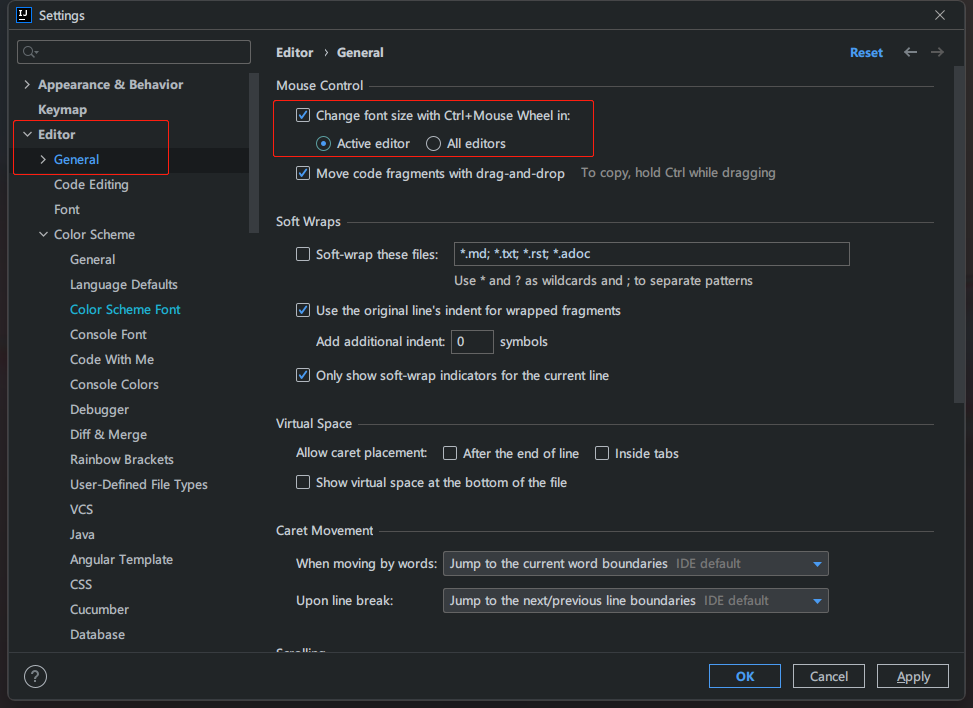 IJ Settings
Editor › General
Reset
Appearance & Behavior
Keymap
Editor
General
Code Editing
Font
Color Scheme
General
Language Defaults
Color Scheme Font
Console Font
Code With Me
Console Colors
Debugger
Diff & Merge
Rainbow Brackets
User-Defined File Types
VCS
Java
Angular Template
CSS
Cucumber
Database
Mouse Control
Change font size with Ctrl+Mouse Wheel in:
Active editor All editors
Move code fragments with drag-and-drop To copy, hold Ctrl while dragging
Soft Wraps
Soft-wrap these files: *.md; *.txt; *.rst; *.adoc
Use * and ? as wildcards and ; to separate patterns
Use the original line's indent for wrapped fragments
Add additional indent: 0 symbols
Only show soft-wrap indicators for the current line
Virtual Space
Allow caret placement: After the end of line Inside tabs
Show virtual space at the bottom of the file
Caret Movement
When moving by words: Jump to the current word boundaries IDE default
Upon line break: Jump to the next/previous line boundaries IDE default
Scrolling
? OK Cancel Apply